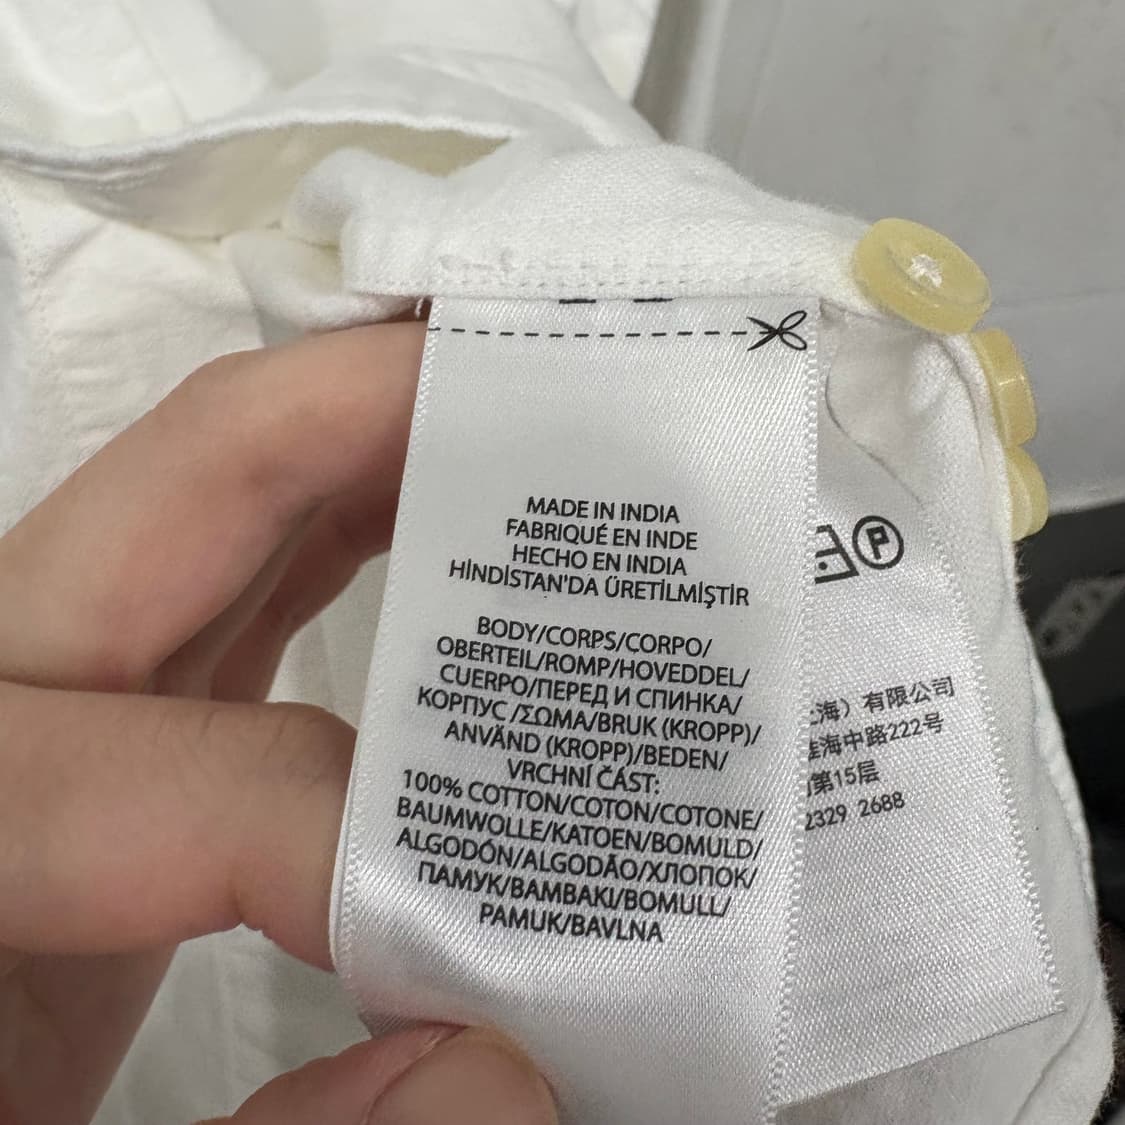 MADE IN INDIA
FABRIQUÉ EN INDE
HECHO EN INDIA
HİNDİSTAN'DA ÜRETİLMİŞTİR
BODY/CORPS/CORPO/
OBERTEIL/ROMP/HOVEDDEL/
CUERPO/ПЕРЕД И СПИНКА/
КОРПУС /ΣΩΜΑ/BRUK (KROPP)/
ANVÄND (KROPP)/BEDEN/
VRCHNÍ ČÁST:
100% COTTON/COTON/COTONE/
BAUMWOLLE/KATOEN/BOMULD/
ALGODÓN/ALGODÃO/ХЛОПОК/
ПАМУК/ΒΑΜΒΑΚΙ/BOMULL/
PAMUK/BAVLNA
P
海）有限公司
海中路222号
第15层
2329 2688